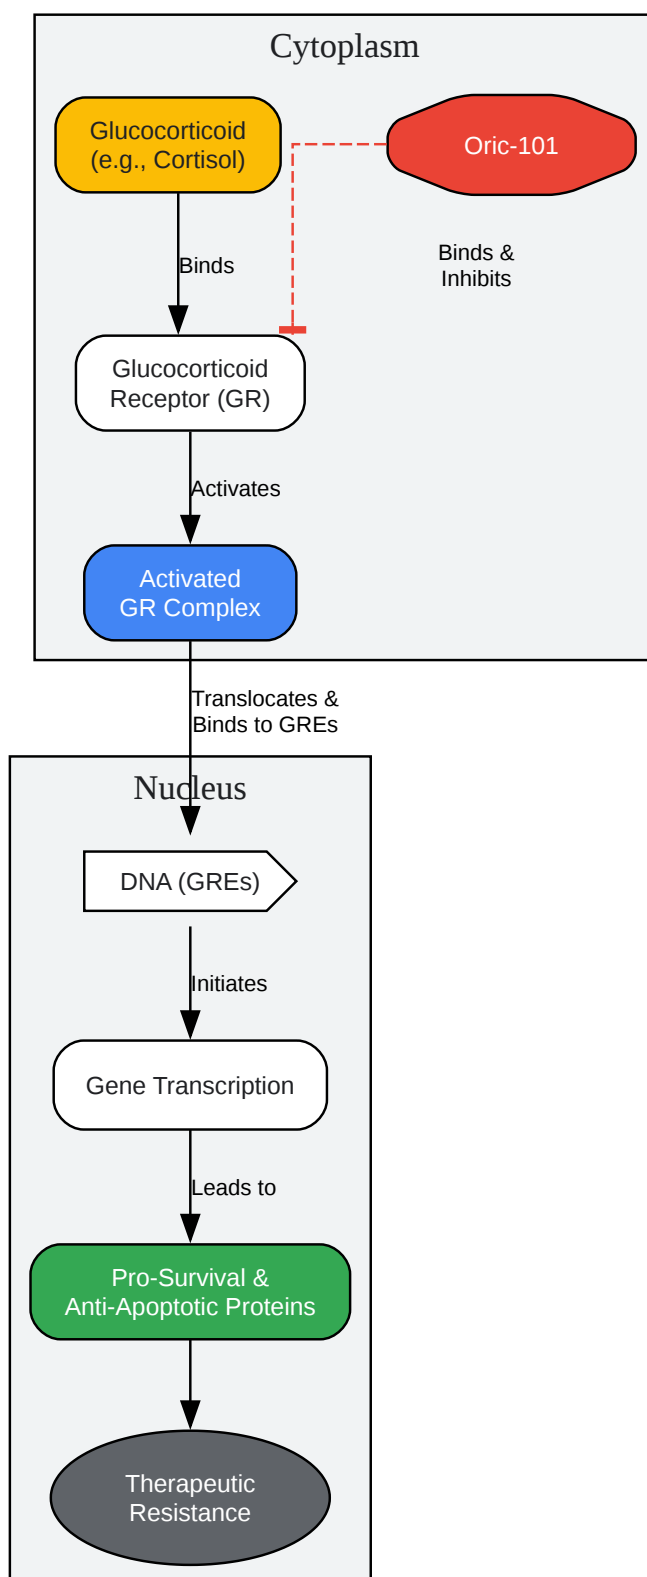 Cytoplasm
Glucocorticoid
(e.g., Cortisol)
Oric-101
Binds
Binds &
Inhibits
Glucocorticoid
Receptor (GR)
Activates
Activated
GR Complex
Translocates &
Binds to GREs
Nucleus
DNA (GREs)
Initiates
Gene Transcription
Leads to
Pro-Survival &
Anti-Apoptotic Proteins
Therapeutic
Resistance